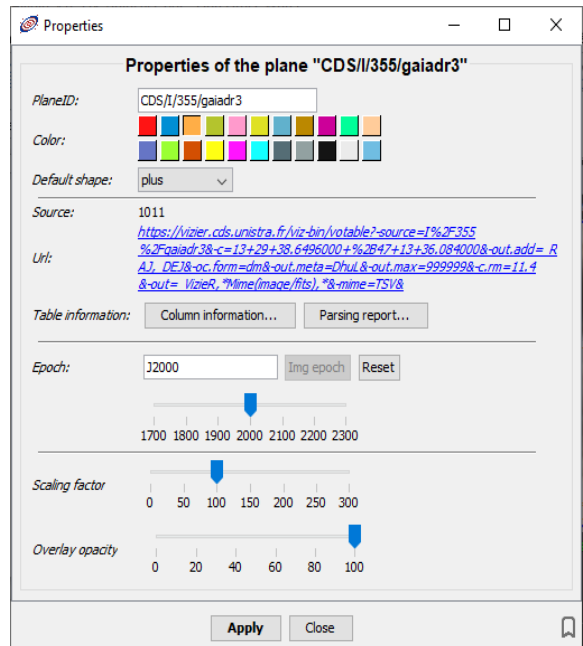 Properties
Properties of the plane "CDS/I/355/gaiadr3"
PlaneID: CDS/I/355/gaiadr3
Color:
Default shape: plus
Source: 1011
Url: https://vizier.cds.unistra.fr/viz-bin/votable?-source=I%2F355
%2Fgaiadr3&-c=13+29+38.6496000+%2B47+13+36.084000&-out.add=_R
AJ,_DEJ&-oc.form=dm&-out.meta=DhuL&-out.max=999999&-c.rm=11.4
&-out=_VizieR,*Mime(image/fits),*&-mime=TSV&
Table information: Column information... Parsing report...
Epoch: J2000 Img epoch Reset
1700 1800 1900 2000 2100 2200 2300
Scaling factor
0 50 100 150 200 250 300
Overlay opacity
0 20 40 60 80 100
Apply Close